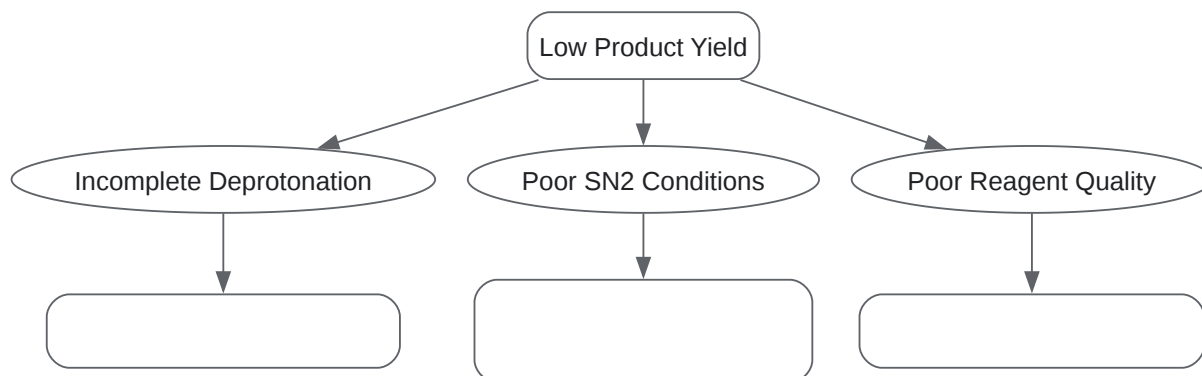 Low Product Yield
Incomplete Deprotonation
Poor SN2 Conditions
Poor Reagent Quality